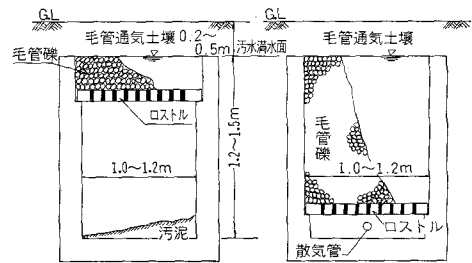 G.L
毛管通気土壌 0.2～
0.5m
汚水満水面
毛管礫
ロストル
1.2～1.5m
1.0～1.2m
汚泥
G.L
毛管通気土壌
毛管礫
1.0～1.2m
ロストル
散気管